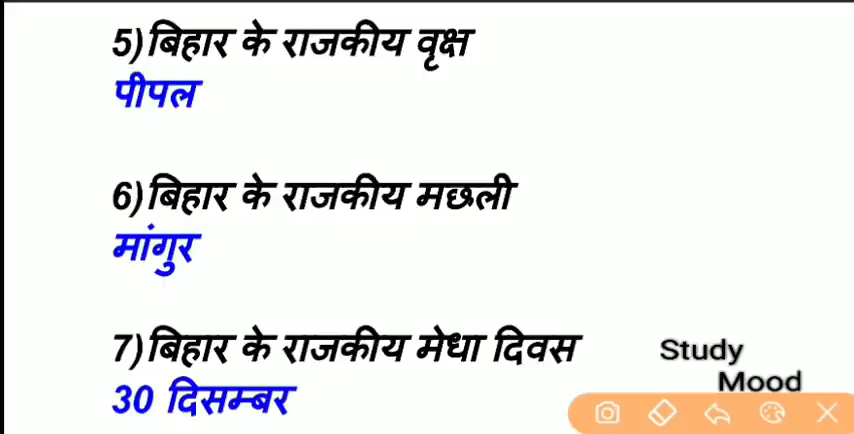 5)बिहार के राजकीय वृक्ष
पीपल
6)बिहार के राजकीय मछली
मांगुर
7)बिहार के राजकीय मेधा दिवस
30 दिसम्बर
Study
Mood